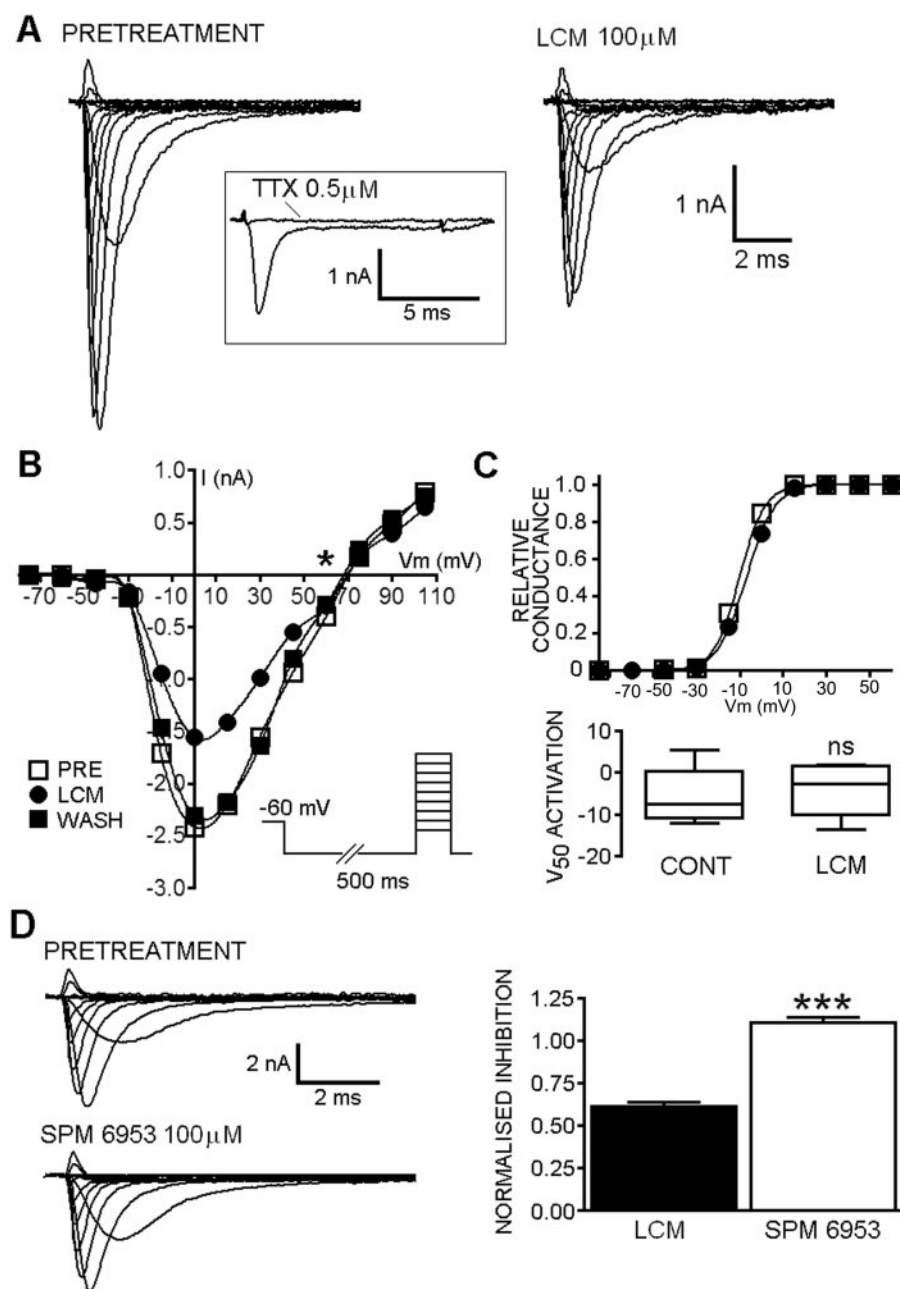 A
PRETREATMENT
LCM 100μM
TTX 0.5μM
1 nA
5 ms
1 nA
2 ms
B
I (nA)
1.0
0.5
*
Vm (mV)
-70 -50 -30 -10 10 30 50 70 90 110
-0.5
-1.0
-1.5
-2.0
-2.5
-3.0
PRE
LCM
WASH
-60 mV
500 ms
C
RELATIVE CONDUCTANCE
1.0
0.8
0.6
0.4
0.2
0
-70 -50 -30 -10 10 30 50
Vm (mV)
V50 ACTIVATION
10
0
-10
-20
ns
CONT LCM
D
PRETREATMENT
2 nA
2 ms
SPM 6953 100μM
NORMALISED INHIBITION
1.25
1.00
0.75
0.50
0.25
0.00
***
LCM SPM 6953